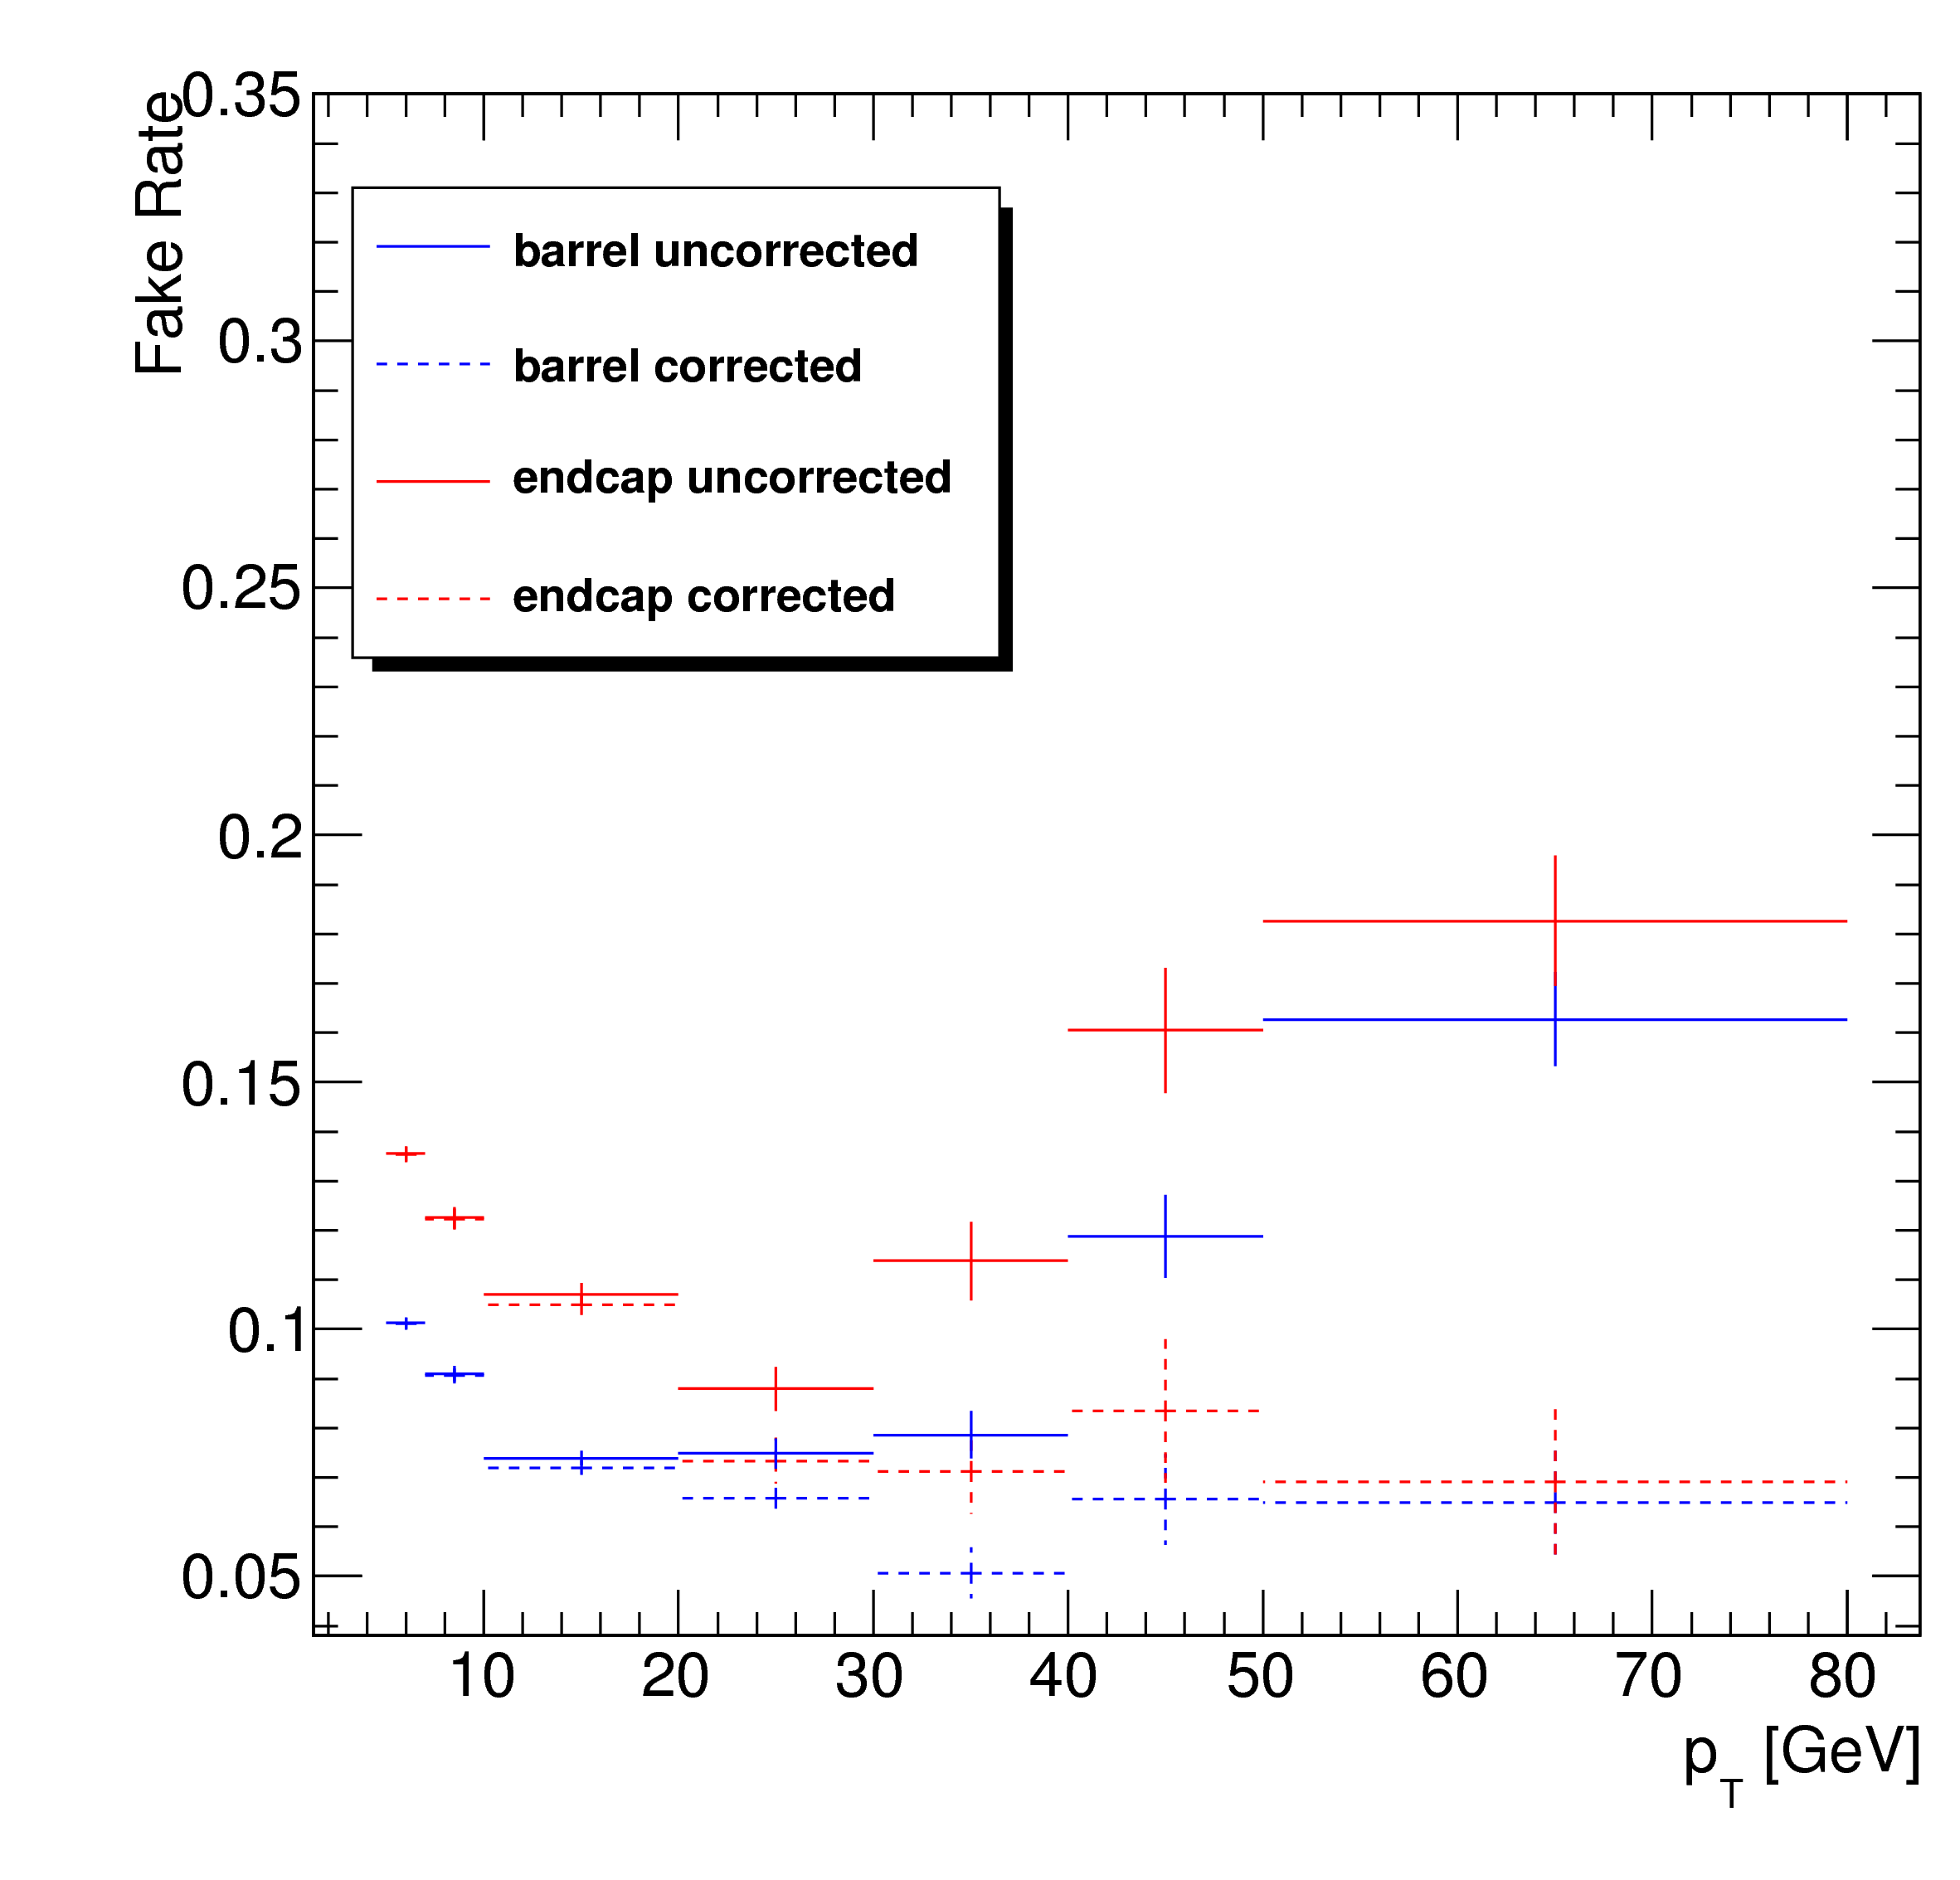 Fake Rate
0.35
0.3
0.25
0.2
0.15
0.1
0.05
barrel uncorrected
barrel corrected
endcap uncorrected
endcap corrected
10 20 30 40 50 60 70 80
p_T [GeV]